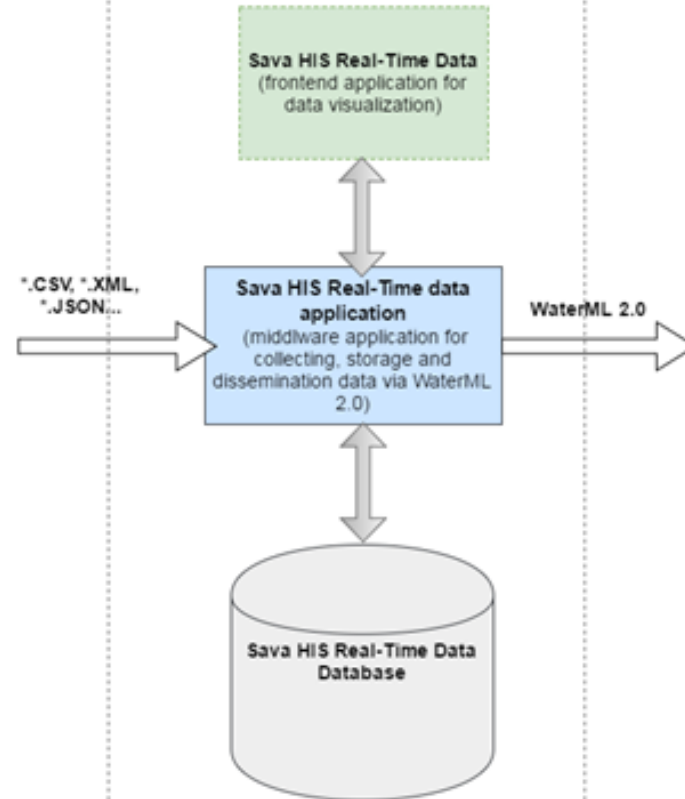 Sava HIS Real-Time Data
(frontend application for
data visualization)
*.CSV, *.XML,
*.JSON...
Sava HIS Real-Time data
application
(middlware application for
collecting, storage and
dissemination data via WaterML
2.0)
WaterML 2.0
Sava HIS Real-Time Data
Database